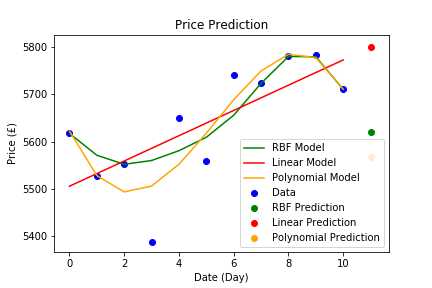 Price Prediction
5800
5700
5600
5500
5400
Price (£)
RBF Model
Linear Model
Polynomial Model
Data
RBF Prediction
Linear Prediction
Polynomial Prediction
0 2 4 6 8 10
Date (Day)